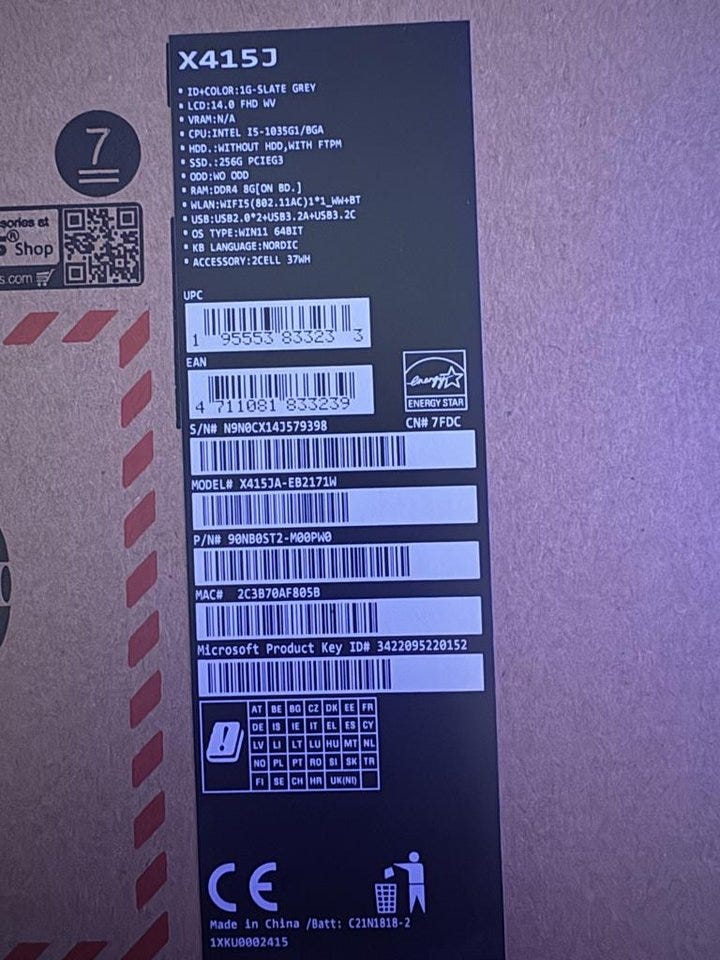 X415J
• ID+COLOR:1G-SLATE GREY
• LCD:14.0 FHD WV
• VRAM:N/A
• CPU:INTEL I5-1035G1/BGA
• HDD.:WITHOUT HDD,WITH FTPM
• SSD.:256G PCIEG3
• ODD:WO ODD
• RAM:DDR4 8G[ON BD.]
• WLAN:WIFI5(802.11AC)1*1_WW+BT
• USB:USB2.0*2+USB3.2A+USB3.2C
• OS TYPE:WIN11 64BIT
• KB LANGUAGE:NORDIC
• ACCESSORY:2CELL 37WH
7
® Shop
s.com
UPC
1 95553 83323 3
EAN
4 711081 833239
energy
ENERGY STAR
S/N# N9N0CX14J579398
CN# 7FDC
MODEL# X415JA-EB2171W
P/N# 90NB0ST2-M00PW0
MAC# 2C3B70AF805B
Microsoft Product Key ID# 3422095220152
AT BE BG CZ DK EE FR
DE IS IE IT EL ES CY
LV LI LT LU HU MT NL
NO PL PT RO SI SK TR
FI SE CH HR UK(NI)
CE
Made in China /Batt: C21N1818-2
1XKU0002415